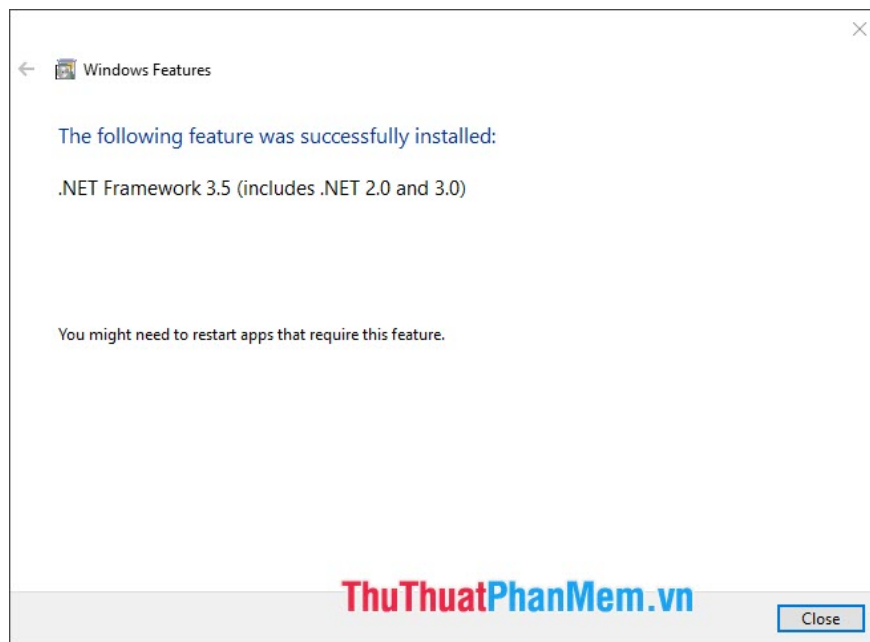 Windows Features
The following feature was successfully installed:
.NET Framework 3.5 (includes .NET 2.0 and 3.0)
You might need to restart apps that require this feature.
ThuThuatPhanMem.vn
Close